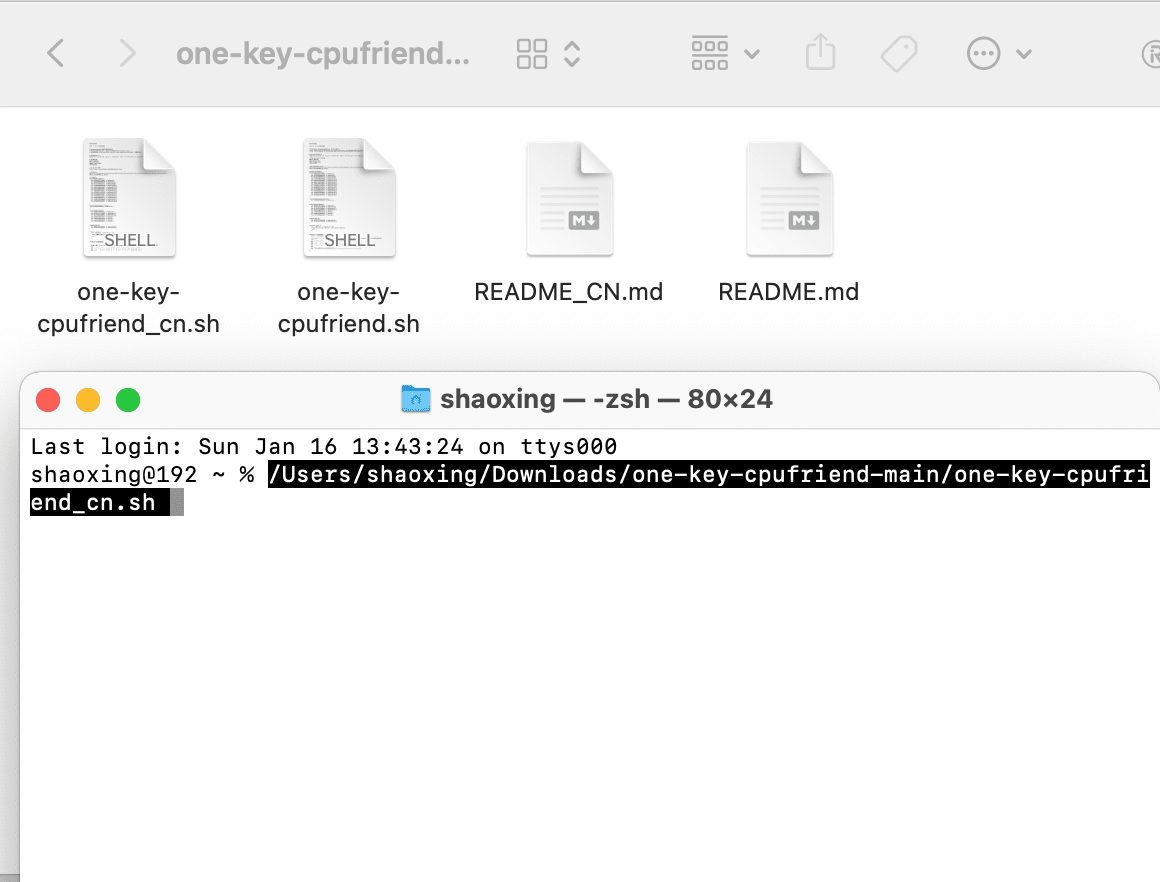 one-key-cpufriend...
SHELL
SHELL
M
M
one-key-
cpufriend_cn.sh
one-key-
cpufriend.sh
README_CN.md
README.md
shaoxing — -zsh — 80×24
Last login: Sun Jan 16 13:43:24 on ttys000
shaoxing@192 ~ % /Users/shaoxing/Downloads/one-key-cpufriend-main/one-key-cpufri
end_cn.sh